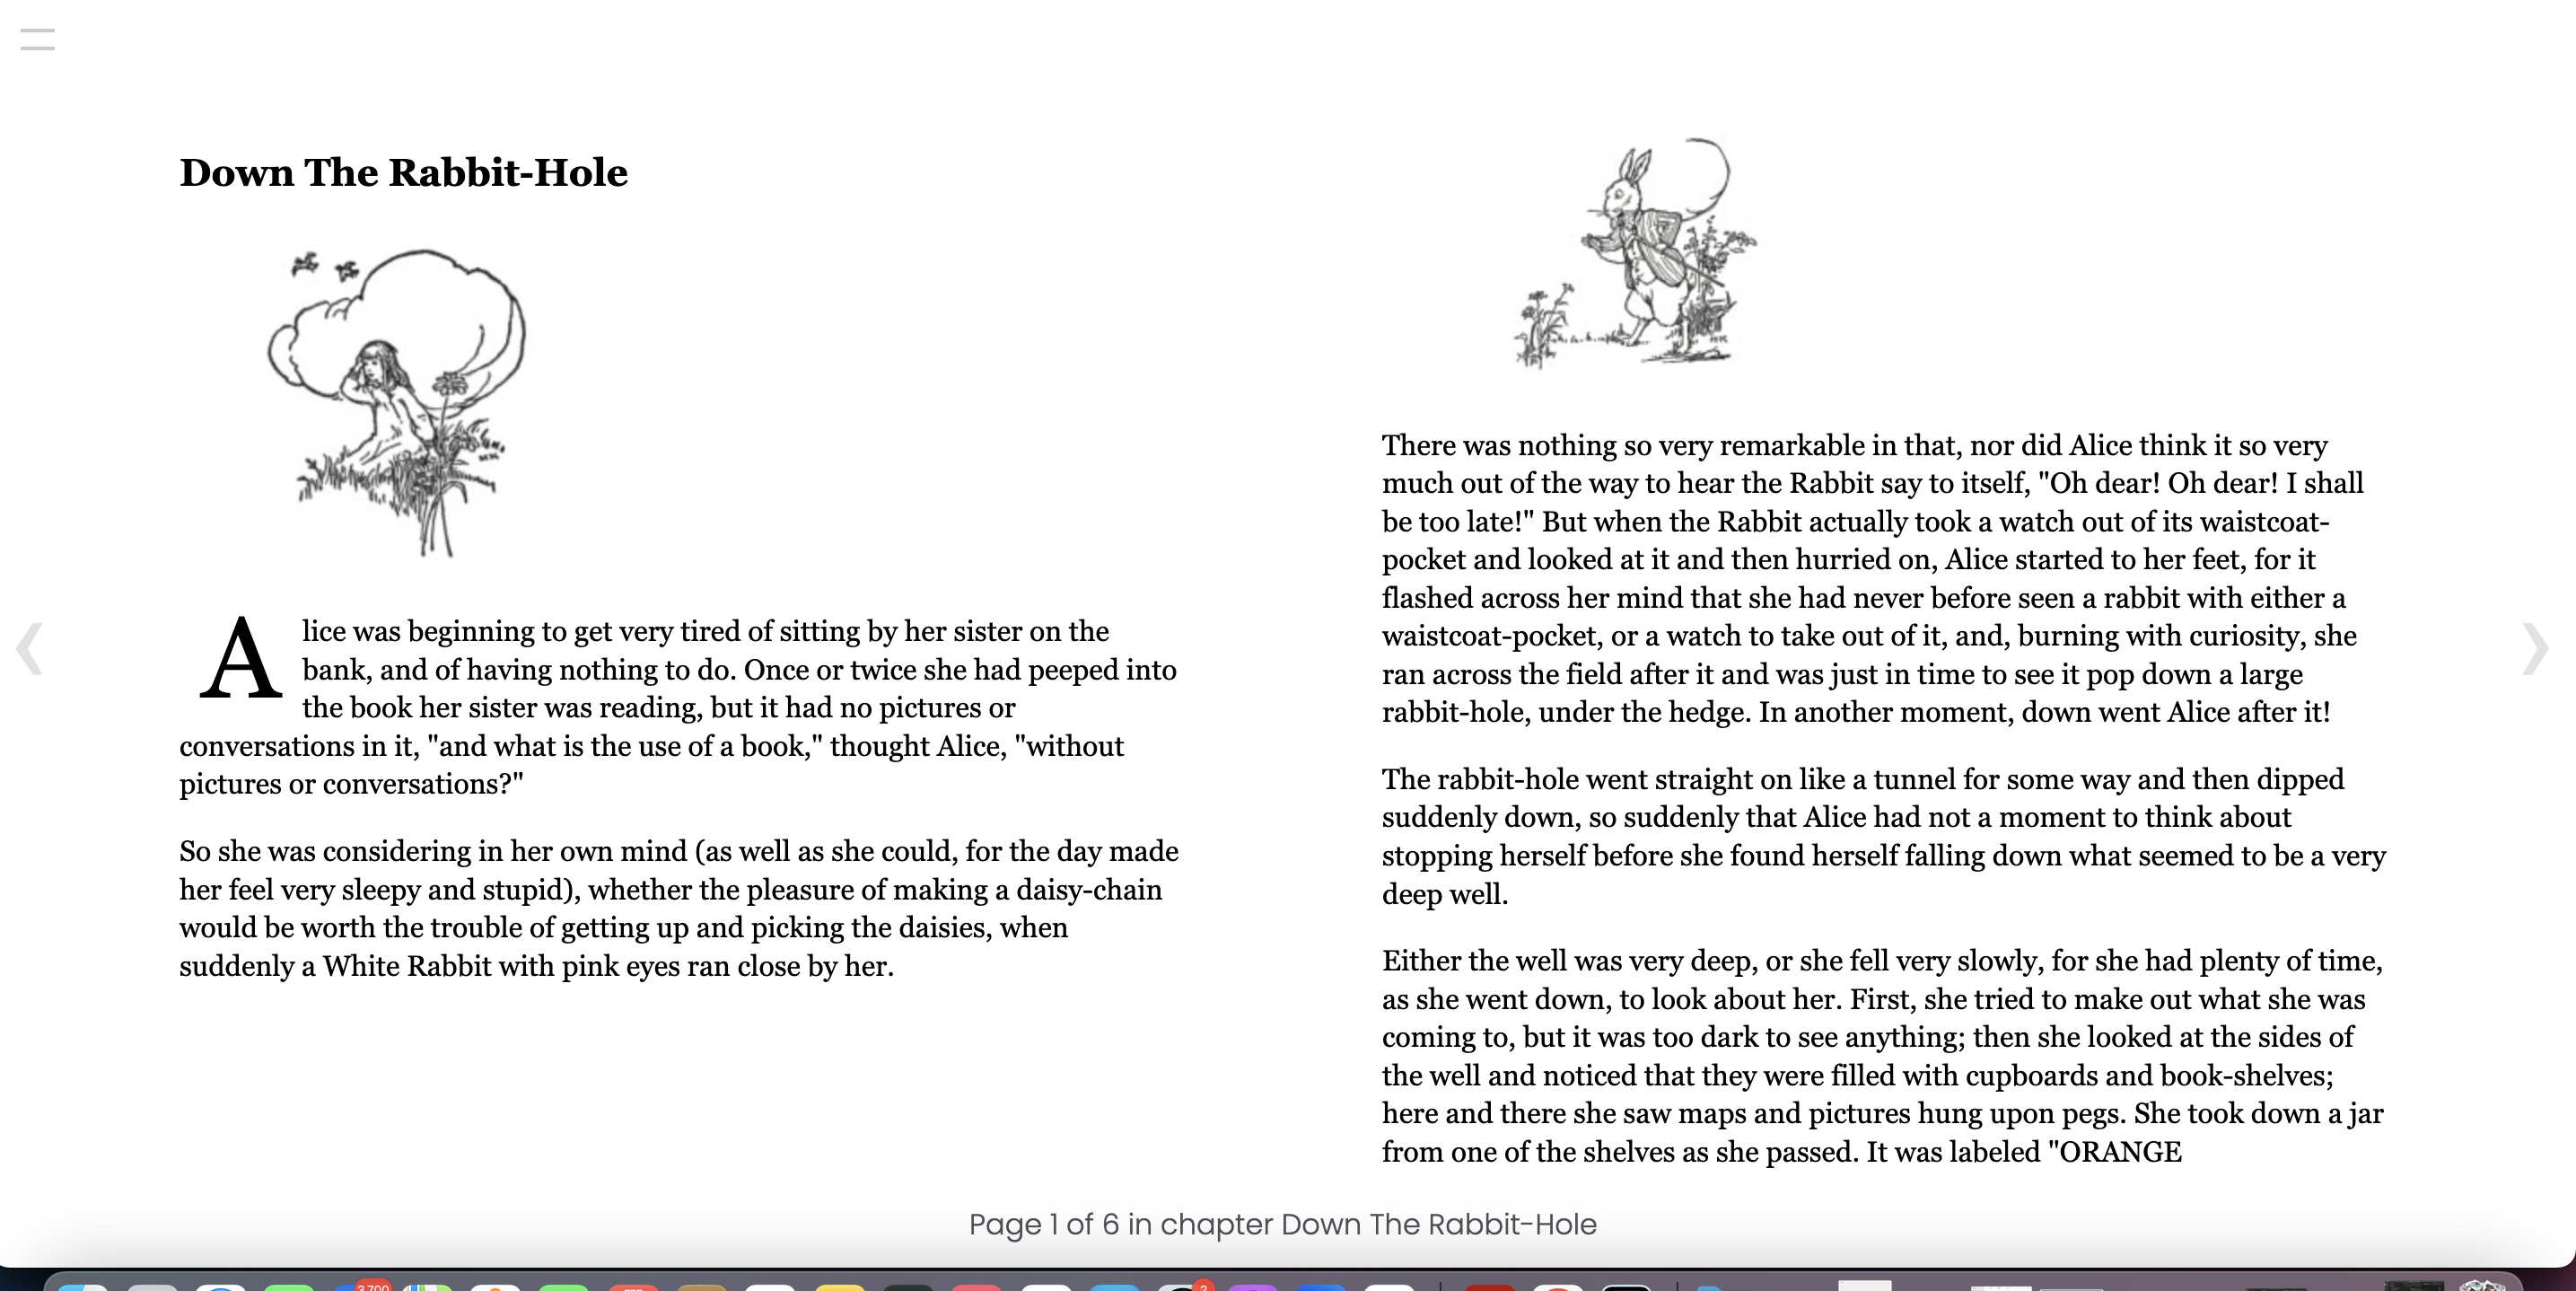 Down The Rabbit-Hole
Alice was beginning to get very tired of sitting by her sister on the
bank, and of having nothing to do. Once or twice she had peeped into
the book her sister was reading, but it had no pictures or
conversations in it, "and what is the use of a book," thought Alice, "without
pictures or conversations?"
So she was considering in her own mind (as well as she could, for the day made
her feel very sleepy and stupid), whether the pleasure of making a daisy-chain
would be worth the trouble of getting up and picking the daisies, when
suddenly a White Rabbit with pink eyes ran close by her.
There was nothing so very remarkable in that, nor did Alice think it so very
much out of the way to hear the Rabbit say to itself, "Oh dear! Oh dear! I shall
be too late!" But when the Rabbit actually took a watch out of its waistcoat-
pocket and looked at it and then hurried on, Alice started to her feet, for it
flashed across her mind that she had never before seen a rabbit with either a
waistcoat-pocket, or a watch to take out of it, and, burning with curiosity, she
ran across the field after it and was just in time to see it pop down a large
rabbit-hole, under the hedge. In another moment, down went Alice after it!
The rabbit-hole went straight on like a tunnel for some way and then dipped
suddenly down, so suddenly that Alice had not a moment to think about
stopping herself before she found herself falling down what seemed to be a very
deep well.
Either the well was very deep, or she fell very slowly, for she had plenty of time,
as she went down, to look about her. First, she tried to make out what she was
coming to, but it was too dark to see anything; then she looked at the sides of
the well and noticed that they were filled with cupboards and book-shelves;
here and there she saw maps and pictures hung upon pegs. She took down a jar
from one of the shelves as she passed. It was labeled "ORANGE
Page 1 of 6 in chapter Down The Rabbit-Hole